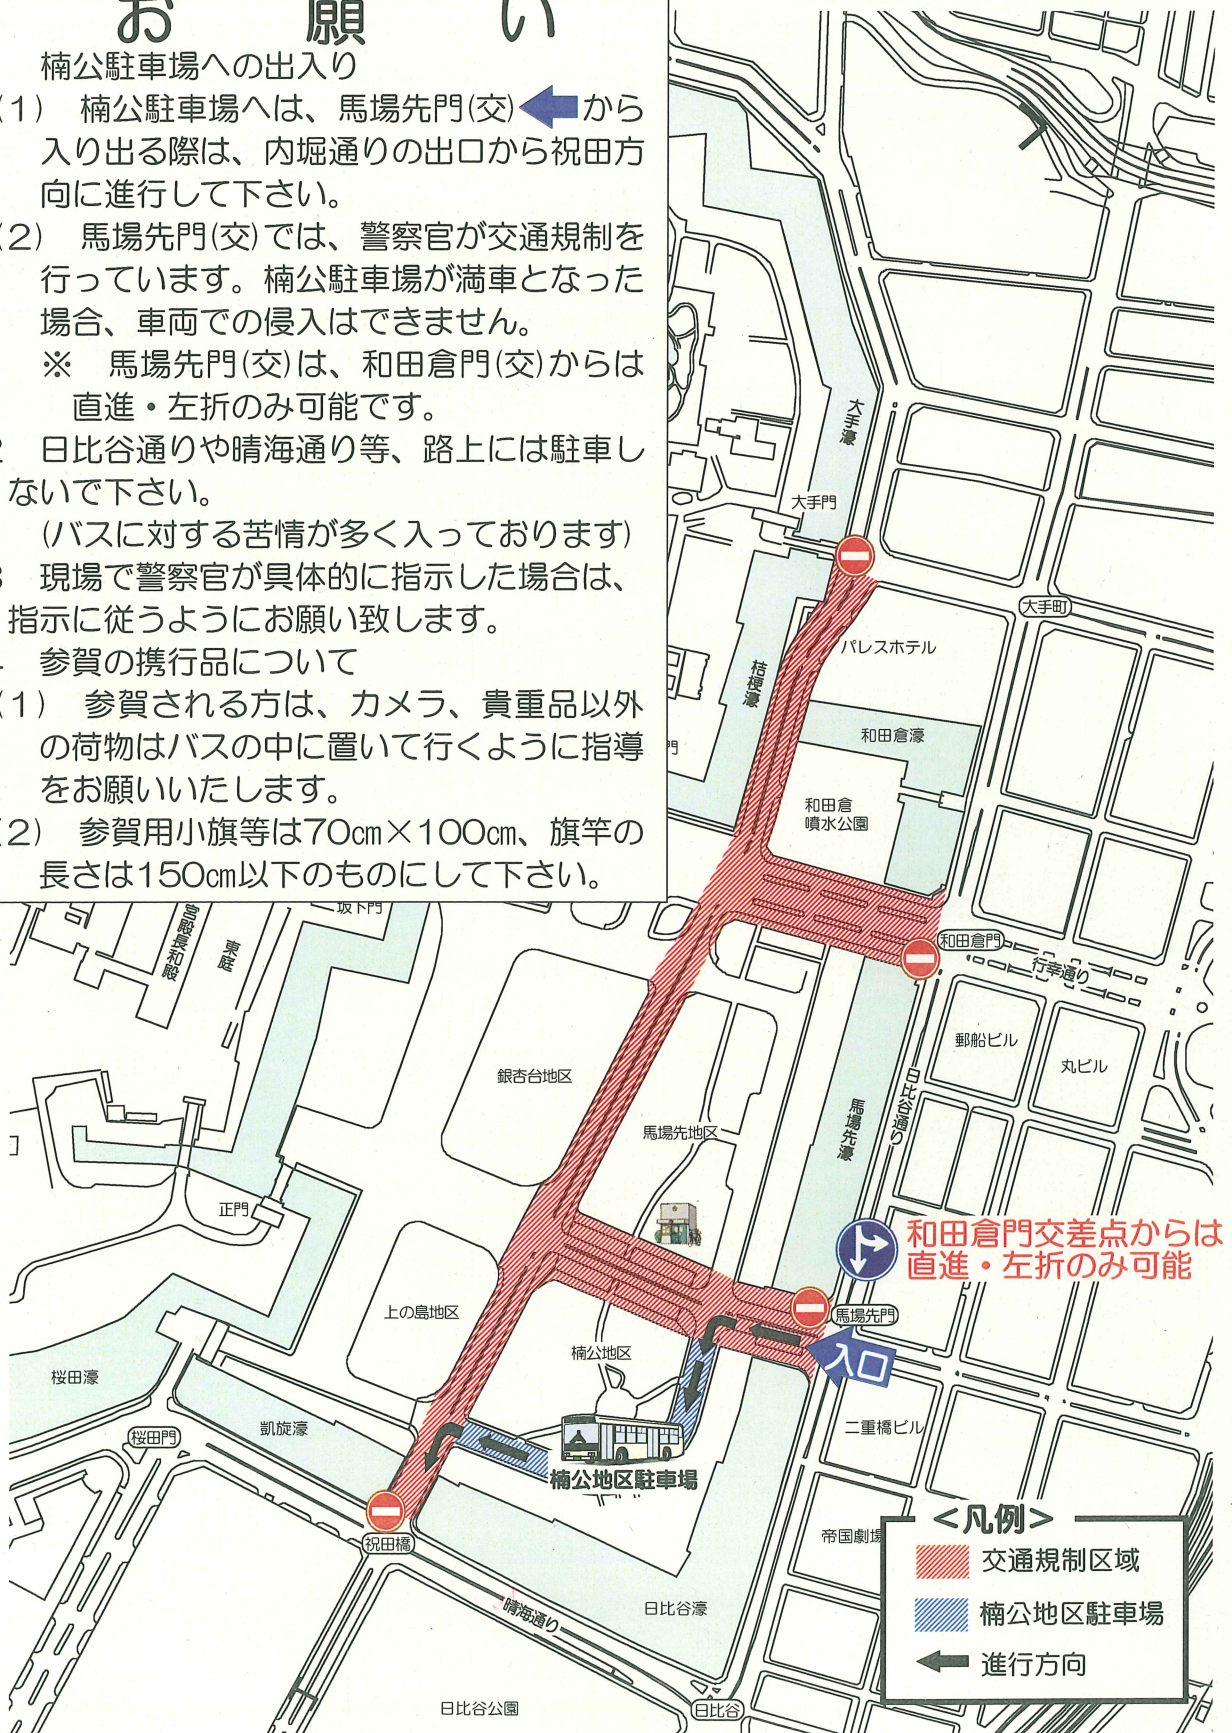 お願い
楠公駐車場への出入り
(1) 楠公駐車場へは、馬場先門(交)から
入り出る際は、内堀通りの出口から祝田方
向に進行して下さい。
(2) 馬場先門(交)では、警察官が交通規制を
行っています。楠公駐車場が満車となった
場合、車両での侵入はできません。
※ 馬場先門(交)は、和田倉門(交)からは
直進・左折のみ可能です。
日比谷通りや晴海通り等、路上には駐車し
ないで下さい。
(バスに対する苦情が多く入っております)
現場で警察官が具体的に指示した場合は、
指示に従うようにお願い致します。
参賀の携行品について
(1) 参賀される方は、カメラ、貴重品以外
の荷物はバスの中に置いて行くように指導
をお願いいたします。
(2) 参賀用小旗等は70cm×100cm、旗竿の
長さは150cm以下のものにして下さい。
大手濠
大手門
大手町
パレスホテル
桔梗濠
門
和田倉濠
和田倉
噴水公園
坂下門
宮殿長和殿
東庭
和田倉門
行幸通り
郵船ビル
丸ビル
銀杏台地区
日比谷通り
馬場先濠
馬場先地区
正門
和田倉門交差点からは
直進・左折のみ可能
上の島地区
馬場先門
楠公地区
入口
桜田濠
凱旋濠
桜田門
二重橋ビル
楠公地区駐車場
祝田橋
帝国劇場
晴海通り
日比谷濠
日比谷公園
日比谷
<凡例>
交通規制区域
楠公地区駐車場
進行方向